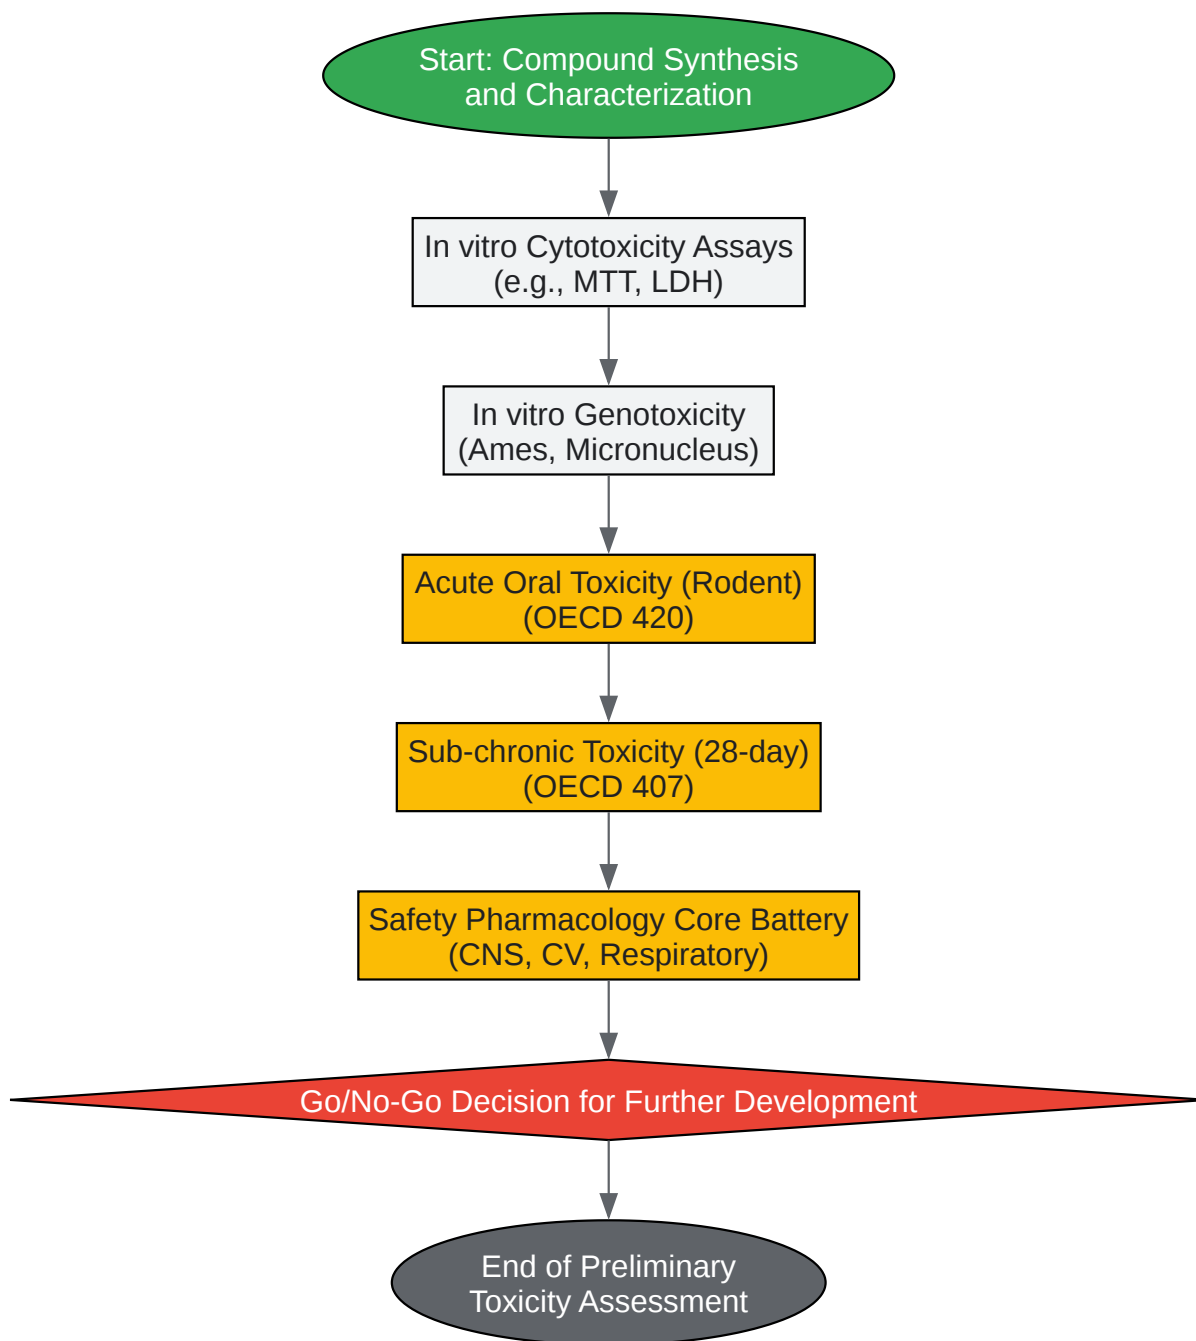 Start: Compound Synthesis
and Characterization
In vitro Cytotoxicity Assays
(e.g., MTT, LDH)
In vitro Genotoxicity
(Ames, Micronucleus)
Acute Oral Toxicity (Rodent)
(OECD 420)
Sub-chronic Toxicity (28-day)
(OECD 407)
Safety Pharmacology Core Battery
(CNS, CV, Respiratory)
Go/No-Go Decision for Further Development
End of Preliminary
Toxicity Assessment